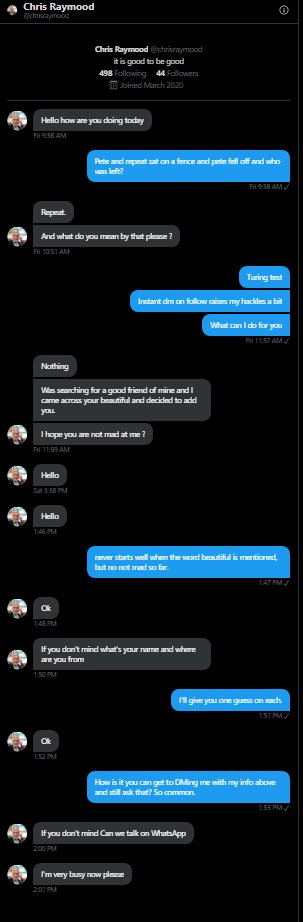 Chris Raymood
@chrisraymood
Chris Raymood @chrisraymood
it is good to be good
498 Following 44 Followers
Joined March 2020
Hello how are you doing today
Fri 9:58 AM
Pete and repeat sat on a fence and pete fell off and who
was left?
Fri 9:58 AM ✓
Repeat.
And what do you mean by that please ?
Fri 10:51 AM
Turing test
Instant dm on follow raises my hackles a bit
What can I do for you
Fri 11:57 AM ✓
Nothing
Was searching for a good friend of mine and I
came across your beautiful and decided to add
you.
I hope you are not mad at me ?
Fri 11:59 AM
Hello
Sat 3:38 PM
Hello
1:46 PM
never starts well when the word beautiful is mentioned,
but no not mad so far.
1:47 PM ✓
Ok
1:48 PM
If you don't mind what's your name and where
are you from
1:50 PM
I'll give you one guess on each.
1:51 PM ✓
Ok
1:52 PM
How is it you can get to DMing me with my info above
and still ask that? So common.
1:53 PM ✓
If you don't mind Can we talk on WhatsApp
2:00 PM
I'm very busy now please
2:01 PM